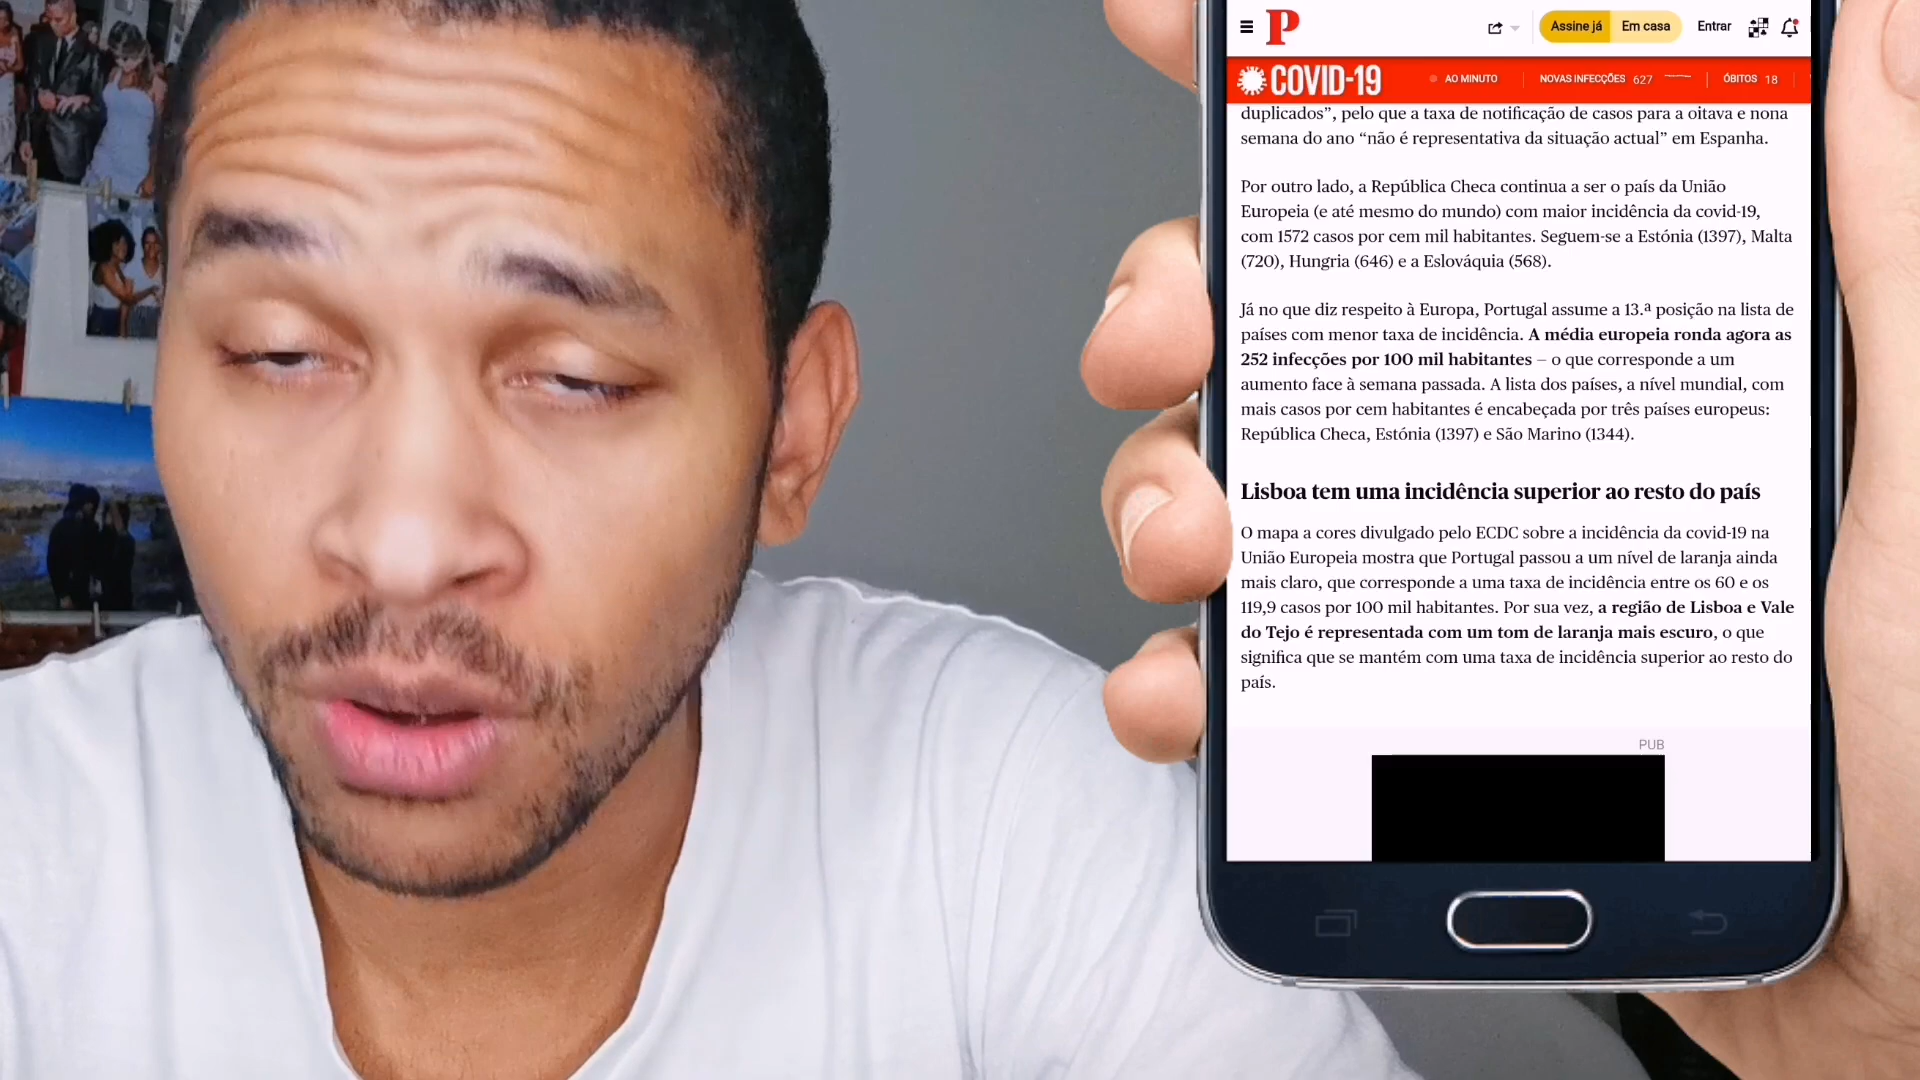 P
Assine já Em casa Entrar
COVID-19 AO MINUTO NOVAS INFECÇÕES 627 ÓBITOS 18
duplicados”, pelo que a taxa de notificação de casos para a oitava e nona
semana do ano “não é representativa da situação actual” em Espanha.
Por outro lado, a República Checa continua a ser o país da União
Europeia (e até mesmo do mundo) com maior incidência da covid-19,
com 1572 casos por cem mil habitantes. Seguem-se a Estónia (1397), Malta
(720), Hungria (646) e a Eslováquia (568).
Já no que diz respeito à Europa, Portugal assume a 13.ª posição na lista de
países com menor taxa de incidência. A média europeia ronda agora as
252 infecções por 100 mil habitantes – o que corresponde a um
aumento face à semana passada. A lista dos países, a nível mundial, com
mais casos por cem habitantes é encabeçada por três países europeus:
República Checa, Estónia (1397) e São Marino (1344).
Lisboa tem uma incidência superior ao resto do país
O mapa a cores divulgado pelo ECDC sobre a incidência da covid-19 na
União Europeia mostra que Portugal passou a um nível de laranja ainda
mais claro, que corresponde a uma taxa de incidência entre os 60 e os
119,9 casos por 100 mil habitantes. Por sua vez, a região de Lisboa e Vale
do Tejo é representada com um tom de laranja mais escuro, o que
significa que se mantém com uma taxa de incidência superior ao resto do
país.
PUB